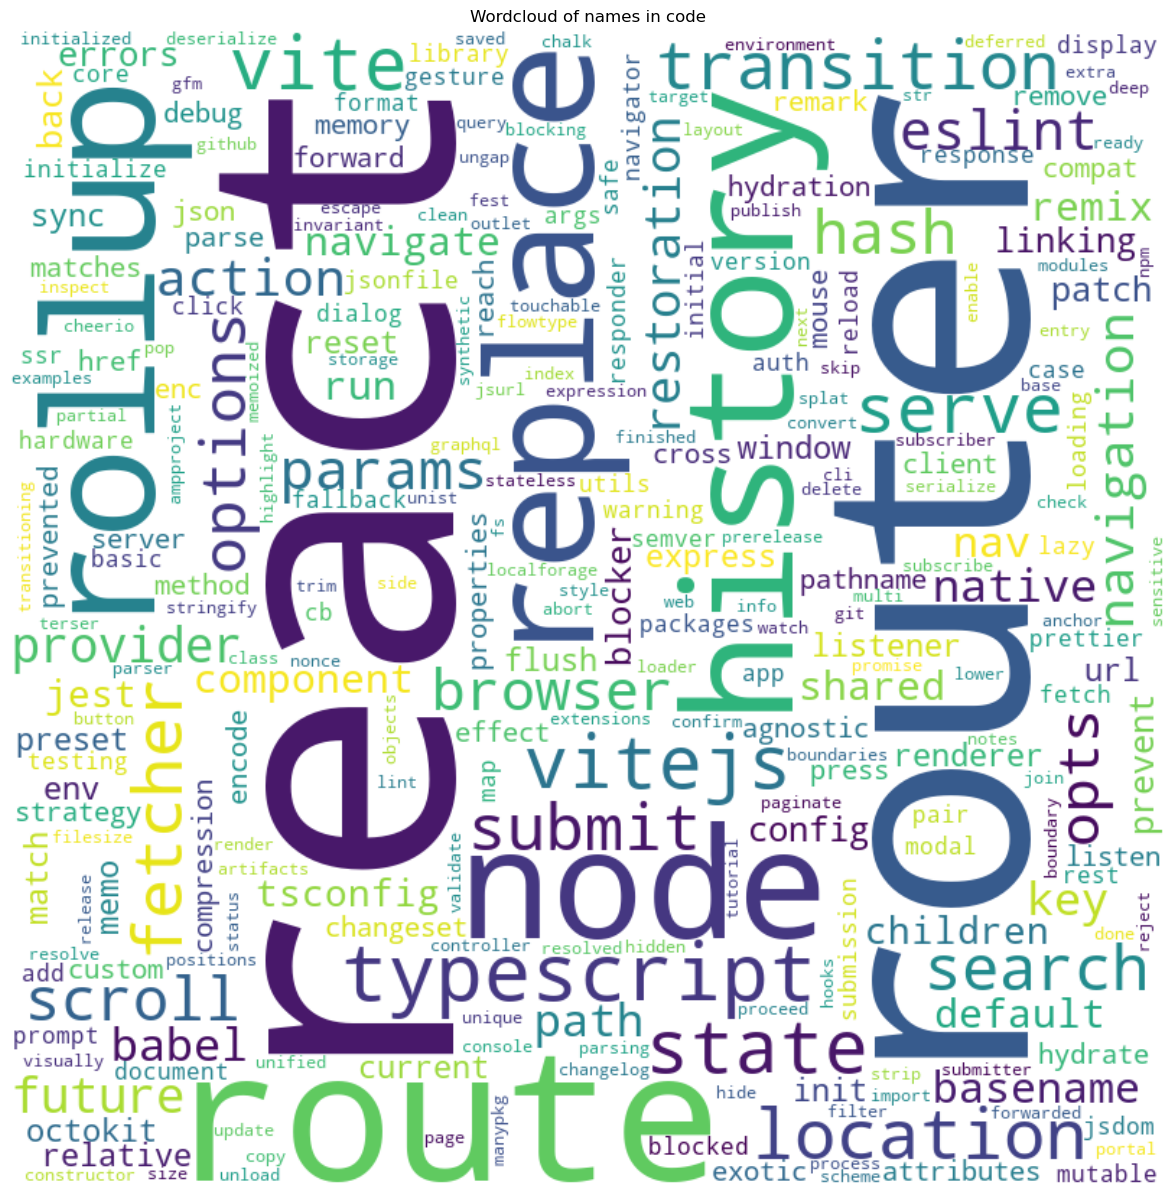 Wordcloud of names in code
initialized
deserialize
saved
chalk
environment
deferred
display
errors
vite
library
transition
extra
core
gfm
gesture
navigator
deep
back
debug
format
memory
query
blocking
target
remark
str
remove
github
forward
ungap
layout
eslint
ready
initialize
rollup
react
replace
history
router
response
compat
sync
json
escape
invariant
clean
fest
outlet
args
safe
restoration
hydration
publish
hash
remix
parse
navigate
linking
npm
matches
action
jsonfile
reach
responder
initial
version
modules
inspect
click
dialog
touchable
flowtype
mouse
reload
enable
patch
cheerio
options
reset
synthetic
next
entry
ssr
href
pop
memoized
storage
run
index
jsurl
expression
auth
skip
case
base
examples
enc
splat
convert
serve
loading
navigation
partial
ampproject
hardware
highlight
params
graphql
finished
cross
window
subscriber
client
serialize
transitioning
prevented
fallback
unist
stateless
utils
fs
warning
cli
delete
check
server
basic
properties
semver
prerelease
express
nav
lazy
sensitive
method
stringify
trim
side
cb
localforage
style
abort
blocker
pathname
subscribe
native
multi
terser
web
info
packages
watch
git
anchor
provider
class
nonce
flush
loader
listener
promise
prettier
parser
component
browser
app
shared
lower
url
jest
fetcher
button
objects
extensions
confirm
fetch
preset
testing
encode
effect
agnostic
boundaries
renderer
notes
opts
prevent
env
lint
map
vitejs
press
join
strategy
filesize
compression
paginate
config
pair
modal
boundary
submit
node
match
render
artifacts
validate
tutorial
listen
rest
release
memo
status
tsconfig
key
reject
changeset
submission
children
done
resolve
positions
controller
resolved
hidden
add
custom
typescript
hooks
search
scroll
proceed
default
prompt
babel
unique
path
state
visually
document
unified
console
parsing
hydrate
current
changelog
strip
submitter
future
route
hide
init
import
basename
octokit
update
page
manypkg
filter
forwarded
jsdom
relative
copy
blocked
location
portal
constructor
size
unload
exotic
process
scheme
attributes
mutable